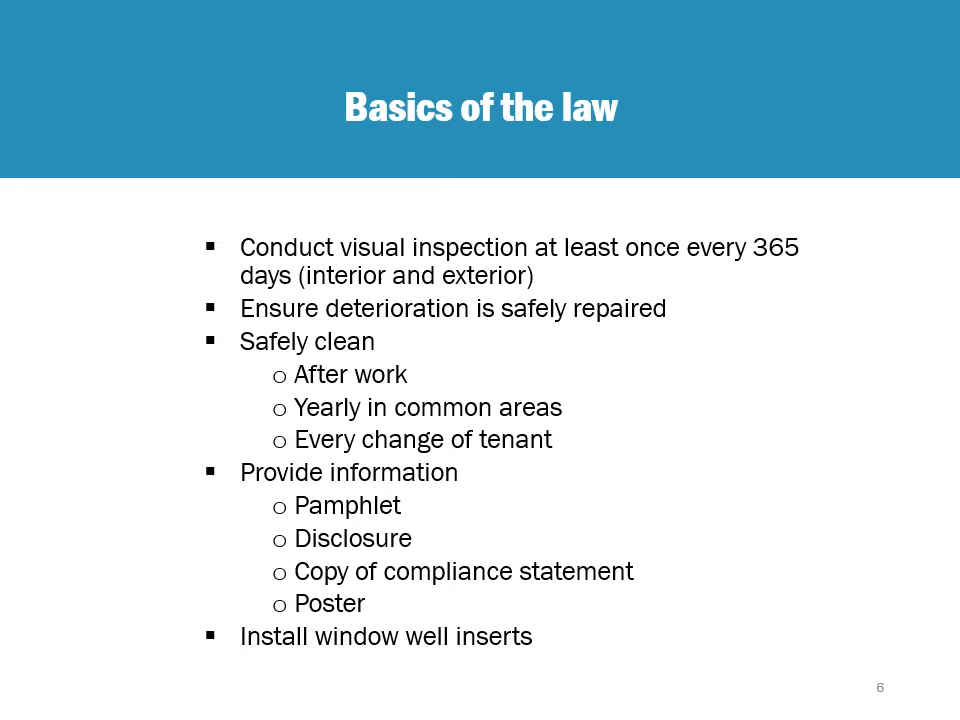 Basics of the law
▪ Conduct visual inspection at least once every 365
days (interior and exterior)
▪ Ensure deterioration is safely repaired
▪ Safely clean
o After work
o Yearly in common areas
o Every change of tenant
▪ Provide information
o Pamphlet
o Disclosure
o Copy of compliance statement
o Poster
▪ Install window well inserts
6